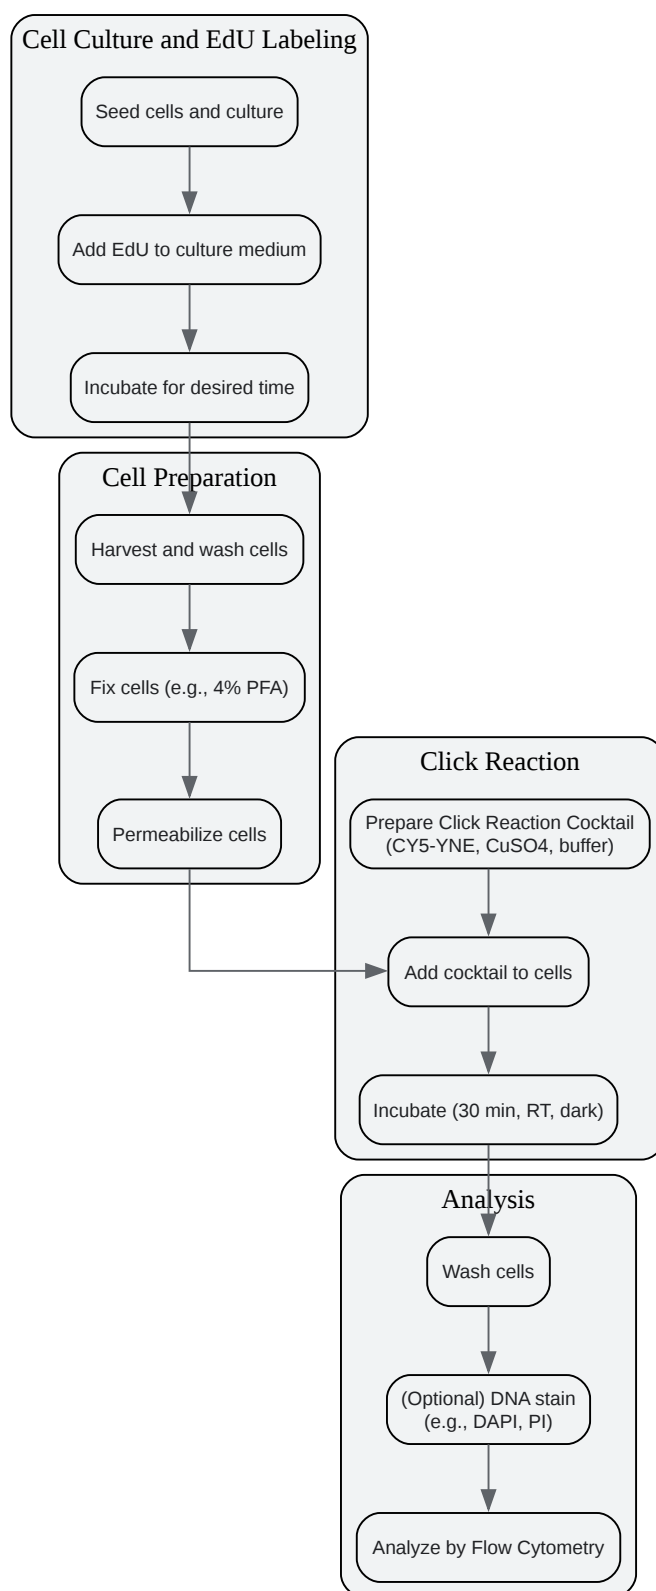 Cell Culture and EdU Labeling
Seed cells and culture
Add EdU to culture medium
Incubate for desired time
Cell Preparation
Harvest and wash cells
Fix cells (e.g., 4% PFA)
Permeabilize cells
Click Reaction
Prepare Click Reaction Cocktail
(CY5-YNE, CuSO4, buffer)
Add cocktail to cells
Incubate (30 min, RT, dark)
Analysis
Wash cells
(Optional) DNA stain
(e.g., DAPI, PI)
Analyze by Flow Cytometry